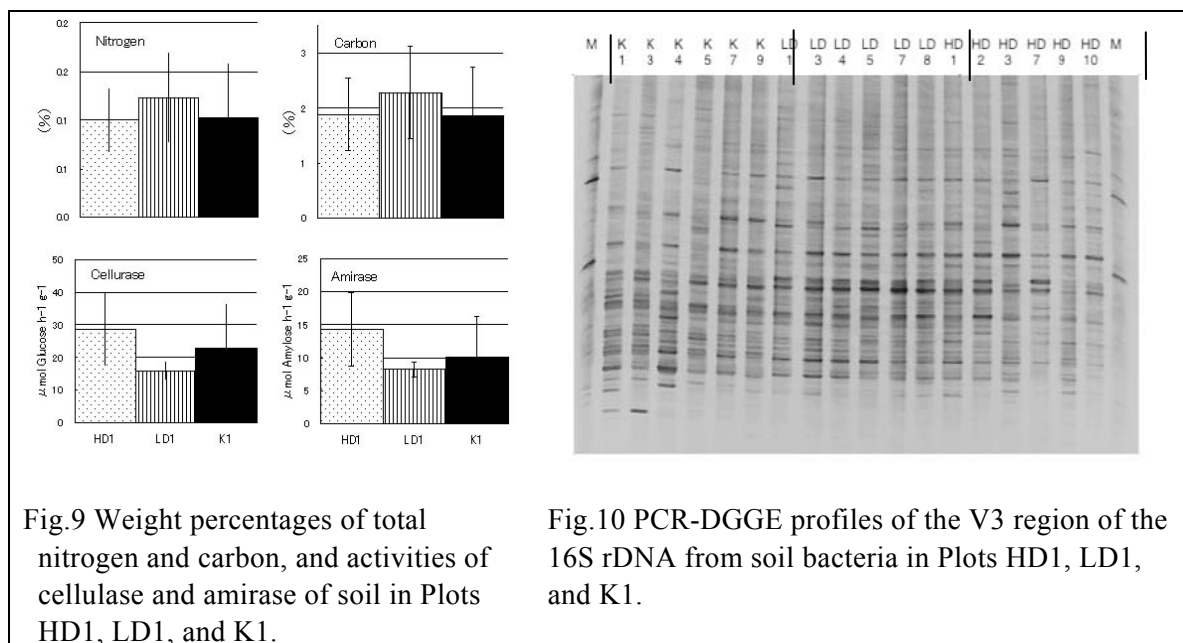 0.2
Nitrogen
0.2
(%)
0.1
0.1
0.0
Carbon
3
(%)
2
1
0
50
Cellurase
40
μmol Glucose h-1 g-1
30
20
10
0
HD1 LD1 K1
25
Amirase
20
μmol Amylose h-1 g-1
15
10
5
0
HD1 LD1 K1
M K K K K K K LD LD LD LD LD LD HD HD HD HD HD HD M
1 3 4 5 7 9 1 3 4 5 7 8 1 2 3 7 9 10
Fig.9 Weight percentages of total
nitrogen and carbon, and activities of
cellulase and amirase of soil in Plots
HD1, LD1, and K1.
Fig.10 PCR-DGGE profiles of the V3 region of the
16S rDNA from soil bacteria in Plots HD1, LD1,
and K1.